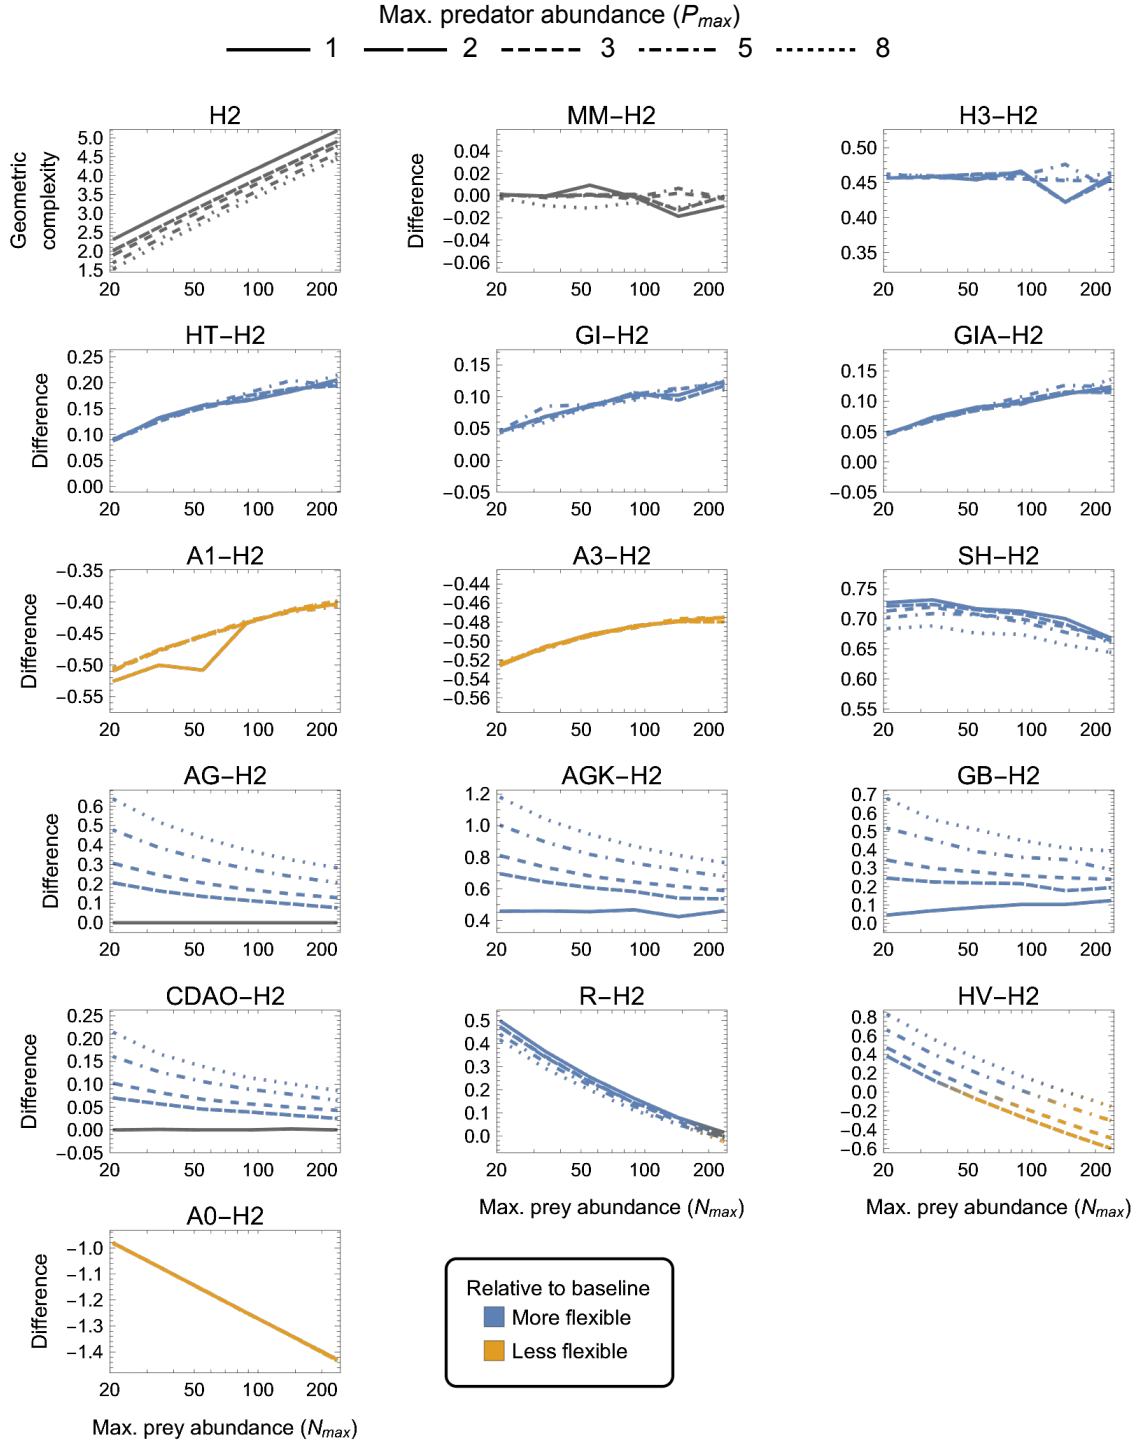 Max. predator abundance (Pmax)
1 2 3 5 8
H2 MM−H2 H3−H2
Geometric complexity
5.0
4.5
4.0
3.5
3.0
2.5
2.0
1.5
20 50 100 200
Difference
0.04
0.02
0.00
−0.02
−0.04
−0.06
20 50 100 200
0.50
0.45
0.40
0.35
20 50 100 200
HT−H2 GI−H2 GIA−H2
Difference
0.25
0.20
0.15
0.10
0.05
0.00
20 50 100 200
0.15
0.10
0.05
0.00
−0.05
20 50 100 200
0.15
0.10
0.05
0.00
−0.05
20 50 100 200
A1−H2 A3−H2 SH−H2
Difference
−0.35
−0.40
−0.45
−0.50
−0.55
20 50 100 200
−0.44
−0.46
−0.48
−0.50
−0.52
−0.54
−0.56
20 50 100 200
0.75
0.70
0.65
0.60
0.55
20 50 100 200
AG−H2 AGK−H2 GB−H2
Difference
0.6
0.5
0.4
0.3
0.2
0.1
0.0
20 50 100 200
1.2
1.0
0.8
0.6
0.4
20 50 100 200
0.7
0.6
0.5
0.4
0.3
0.2
0.1
0.0
20 50 100 200
CDAO−H2 R−H2 HV−H2
Difference
0.25
0.20
0.15
0.10
0.05
0.00
−0.05
20 50 100 200
0.5
0.4
0.3
0.2
0.1
0.0
20 50 100 200
Max. prey abundance (Nmax)
0.8
0.6
0.4
0.2
0.0
−0.2
−0.4
−0.6
20 50 100 200
Max. prey abundance (Nmax)
A0−H2
Difference
−1.0
−1.1
−1.2
−1.3
−1.4
20 50 100 200
Max. prey abundance (Nmax)
Relative to baseline
More flexible
Less flexible